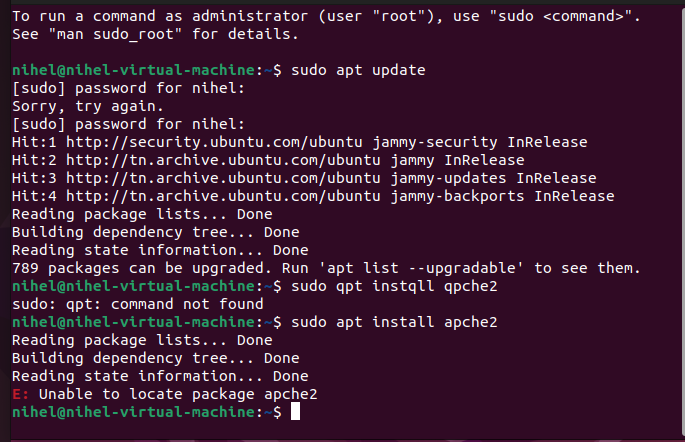 To run a command as administrator (user "root"), use "sudo <command>".
See "man sudo_root" for details.
nihel@nihel-virtual-machine:~$ sudo apt update
[sudo] password for nihel:
Sorry, try again.
[sudo] password for nihel:
Hit:1 http://security.ubuntu.com/ubuntu jammy-security InRelease
Hit:2 http://tn.archive.ubuntu.com/ubuntu jammy InRelease
Hit:3 http://tn.archive.ubuntu.com/ubuntu jammy-updates InRelease
Hit:4 http://tn.archive.ubuntu.com/ubuntu jammy-backports InRelease
Reading package lists... Done
Building dependency tree... Done
Reading state information... Done
789 packages can be upgraded. Run 'apt list --upgradable' to see them.
nihel@nihel-virtual-machine:~$ sudo qpt instqll qpche2
sudo: qpt: command not found
nihel@nihel-virtual-machine:~$ sudo apt install apche2
Reading package lists... Done
Building dependency tree... Done
Reading state information... Done
E: Unable to locate package apche2
nihel@nihel-virtual-machine:~$